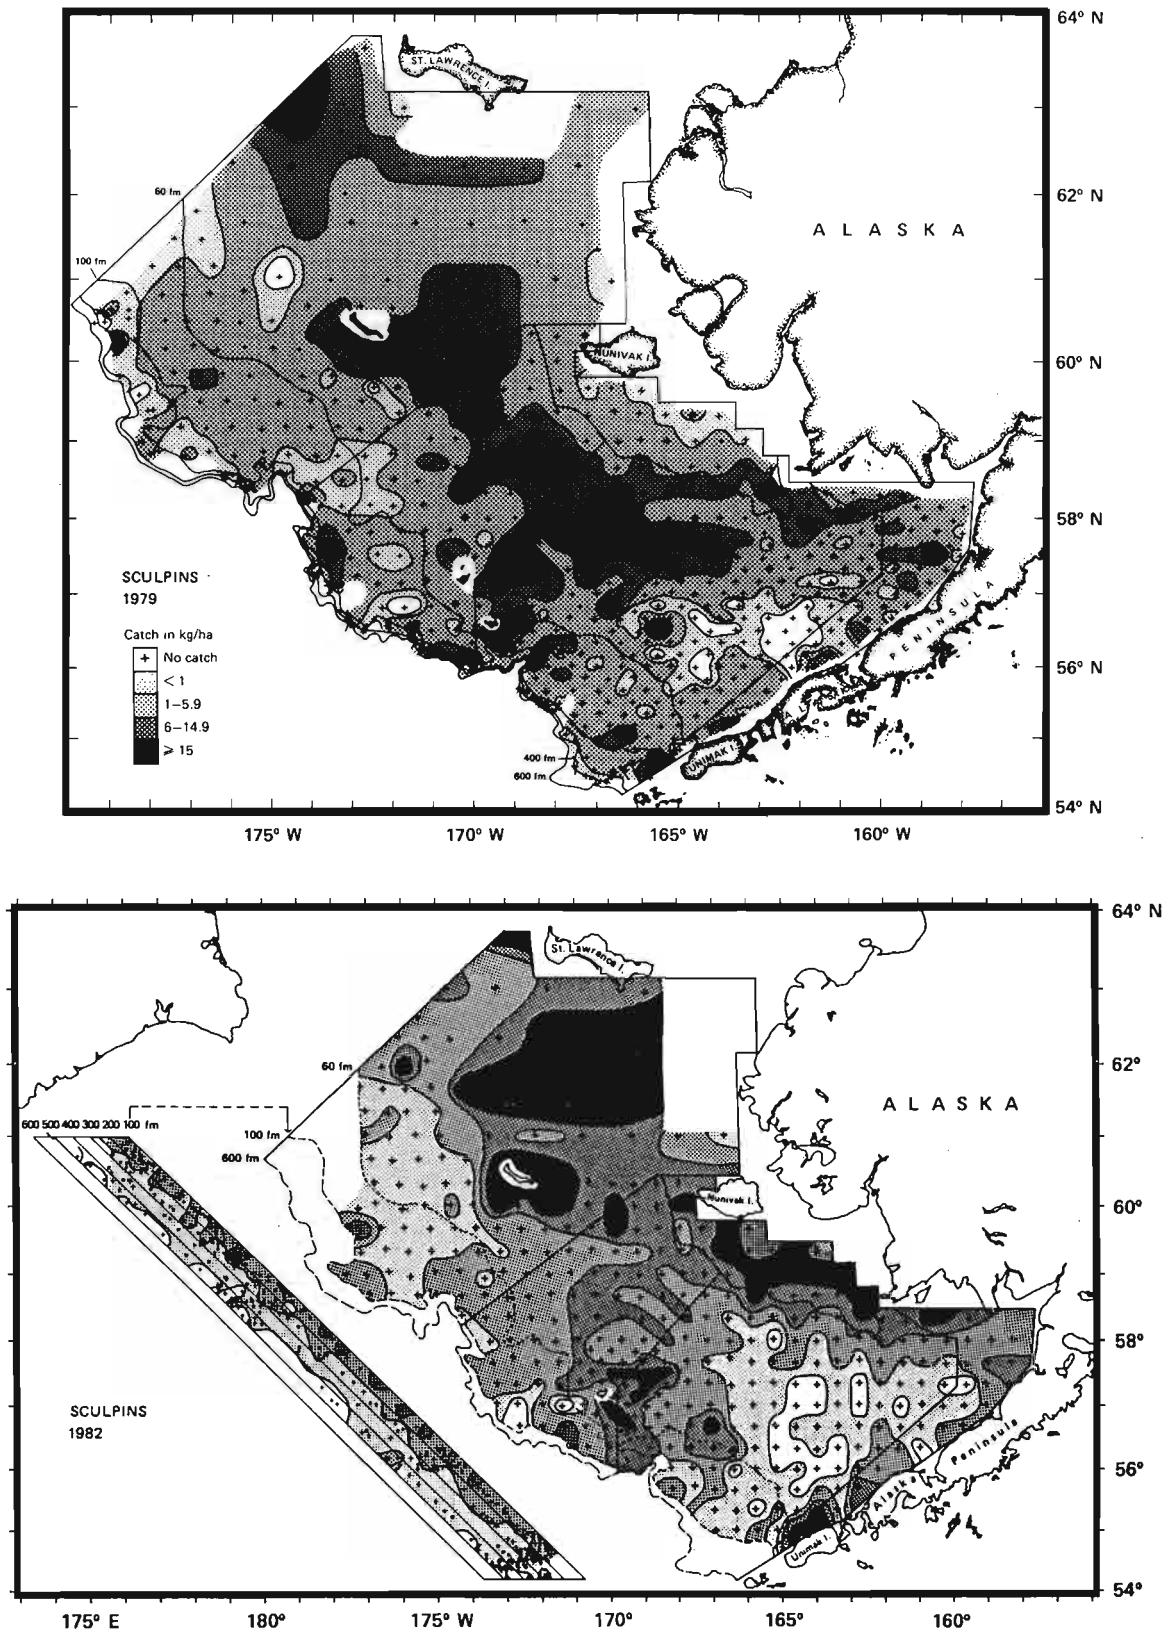 64° N
ST. LAWRENCE I.
60 fm
62° N
ALASKA
100 fm
60° N
NUNIVAK I.
58° N
SCULPINS
1979
PENINSULA
Catch in kg/ha
+ No catch
< 1
1–5.9
6–14.9
⩾ 15
56° N
400 fm
600 fm
UNIMAK I.
54° N
175° W 170° W 165° W 160° W
64° N
St. Lawrence I.
60 fm
62°
ALASKA
600 500 400 300 200 100 fm
100 fm
600 fm
Nunivak I.
60°
58°
SCULPINS
1982
Alaska Peninsula
56°
Unimak I.
54°
175° E 180° 175° W 170° 165° 160°